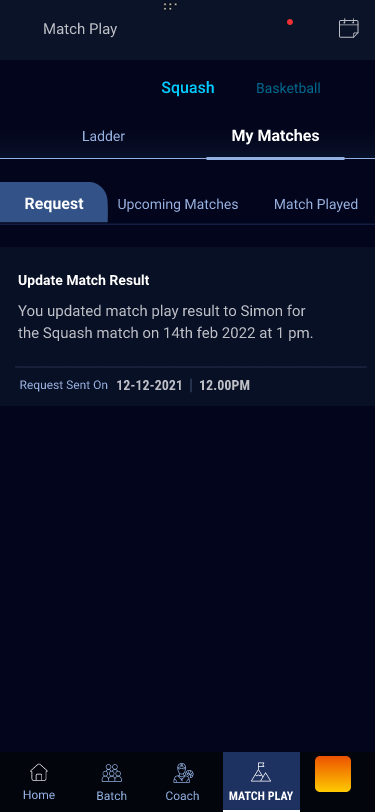 Match Play
Squash Basketball
Ladder My Matches
Request Upcoming Matches Match Played
Update Match Result
You updated match play result to Simon for
the Squash match on 14th feb 2022 at 1 pm.
Request Sent On 12-12-2021 | 12.00PM
Home Batch Coach MATCH PLAY